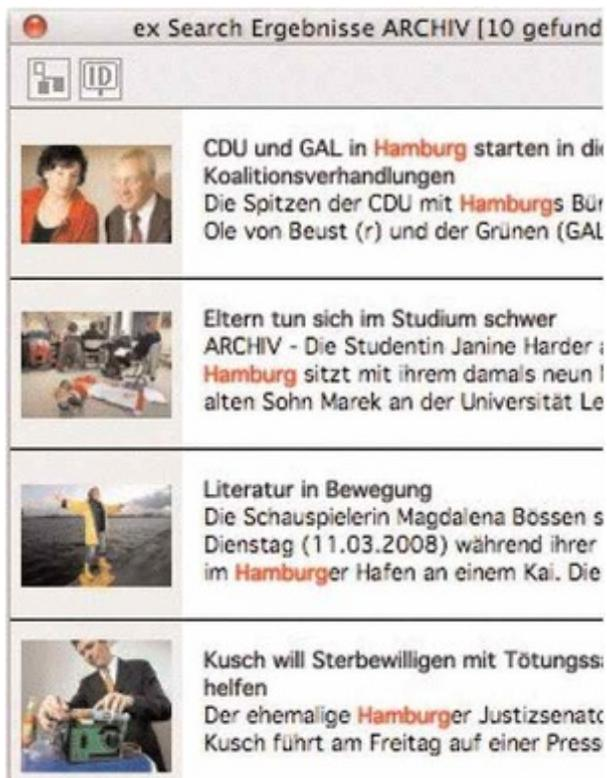 ex Search Ergebnisse ARCHIV [10 gefund
ID
CDU und GAL in Hamburg starten in die
Koalitionsverhandlungen
Die Spitzen der CDU mit Hamburgs Bür
Ole von Beust (r) und der Grünen (GAL
Eltern tun sich im Studium schwer
ARCHIV - Die Studentin Janine Harder a
Hamburg sitzt mit ihrem damals neun
alten Sohn Marek an der Universität Le
Literatur in Bewegung
Die Schauspielerin Magdalena Bössen s
Dienstag (11.03.2008) während ihrer
im Hamburger Hafen an einem Kai. Die
Kusch will Sterbewilligen mit Tötungss
helfen
Der ehemalige Hamburger Justizsenato
Kusch führt am Freitag auf einer Press